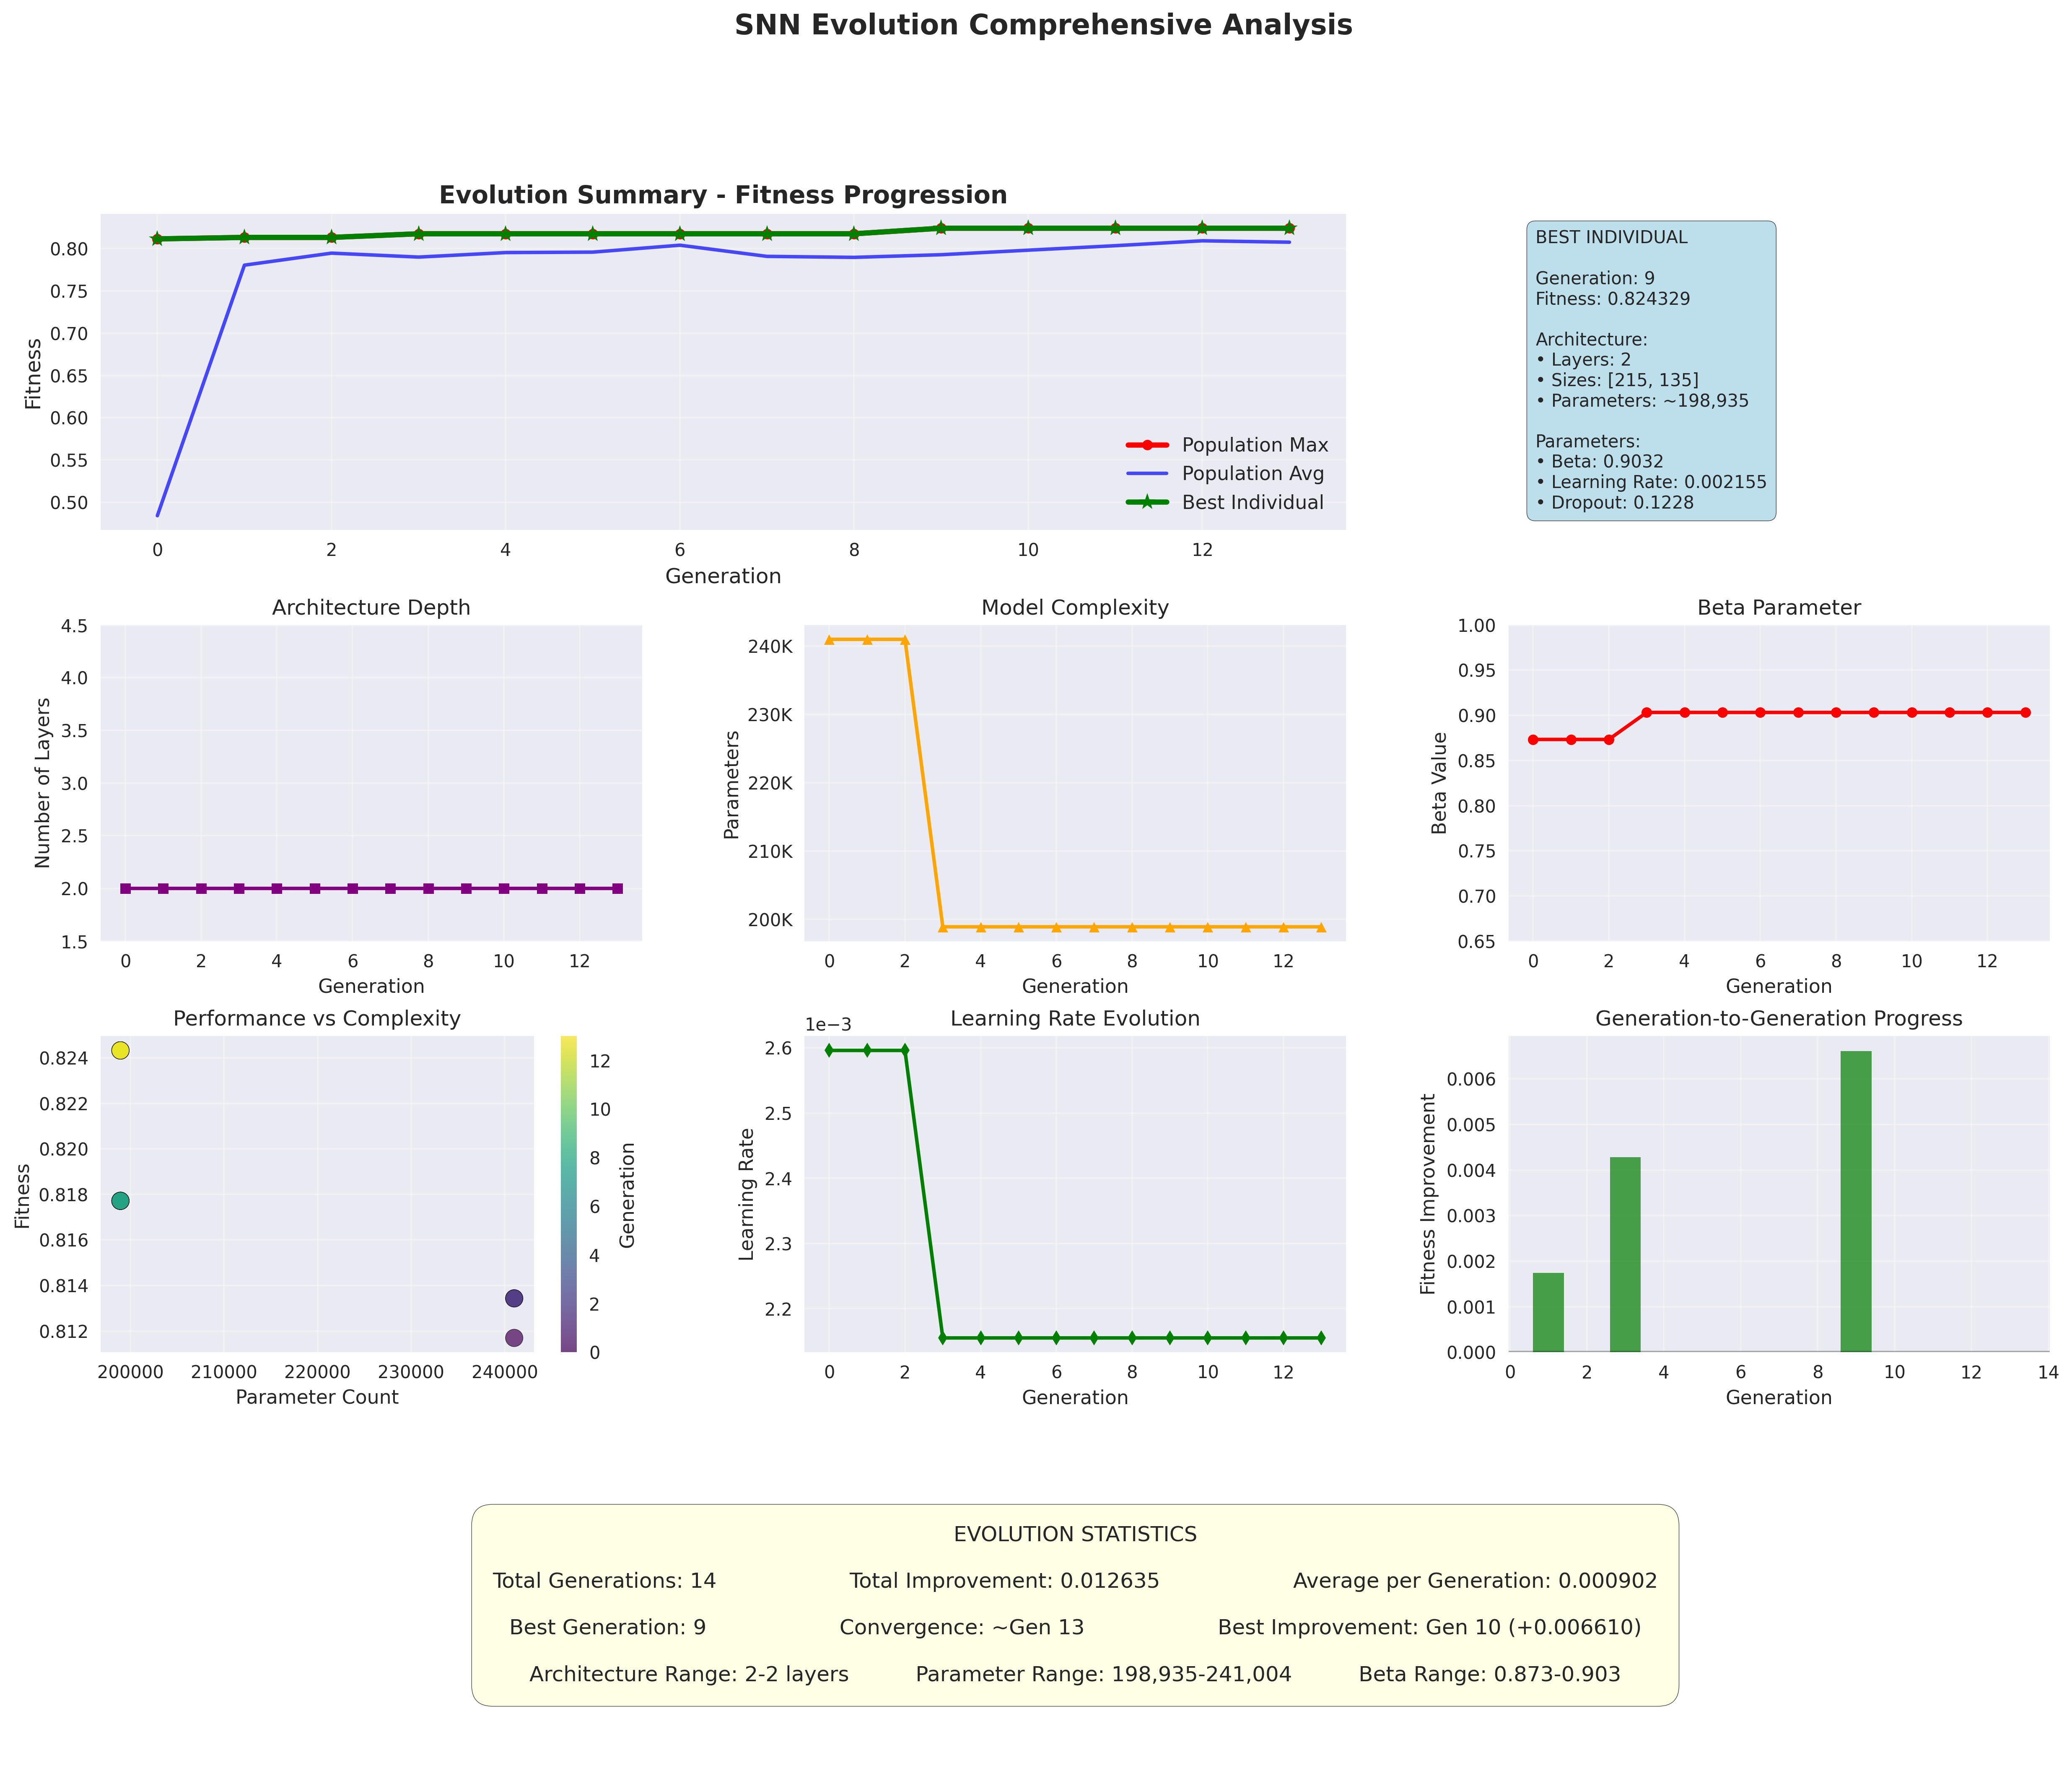 SNN Evolution Comprehensive Analysis
Evolution Summary - Fitness Progression
Fitness
0.80
0.75
0.70
0.65
0.60
0.55
0.50
0 2 4 6 8 10 12
Generation
Population Max
Population Avg
Best Individual
BEST INDIVIDUAL
Generation: 9
Fitness: 0.824329
Architecture:
• Layers: 2
• Sizes: [215, 135]
• Parameters: ~198,935
Parameters:
• Beta: 0.9032
• Learning Rate: 0.002155
• Dropout: 0.1228
Architecture Depth
Number of Layers
4.5
4.0
3.5
3.0
2.5
2.0
1.5
0 2 4 6 8 10 12
Generation
Model Complexity
Parameters
240K
230K
220K
210K
200K
0 2 4 6 8 10 12
Generation
Beta Parameter
Beta Value
1.00
0.95
0.90
0.85
0.80
0.75
0.70
0.65
0 2 4 6 8 10 12
Generation
Performance vs Complexity
Fitness
0.824
0.822
0.820
0.818
0.816
0.814
0.812
200000 210000 220000 230000 240000
Parameter Count
12
10
8
6
4
2
0
Generation
Learning Rate Evolution
1e−3
Learning Rate
2.6
2.5
2.4
2.3
2.2
0 2 4 6 8 10 12
Generation
Generation-to-Generation Progress
Fitness Improvement
0.006
0.005
0.004
0.003
0.002
0.001
0.000
0 2 4 6 8 10 12 14
Generation
EVOLUTION STATISTICS
Total Generations: 14 Total Improvement: 0.012635 Average per Generation: 0.000902
Best Generation: 9 Convergence: ~Gen 13 Best Improvement: Gen 10 (+0.006610)
Architecture Range: 2-2 layers Parameter Range: 198,935-241,004 Beta Range: 0.873-0.903